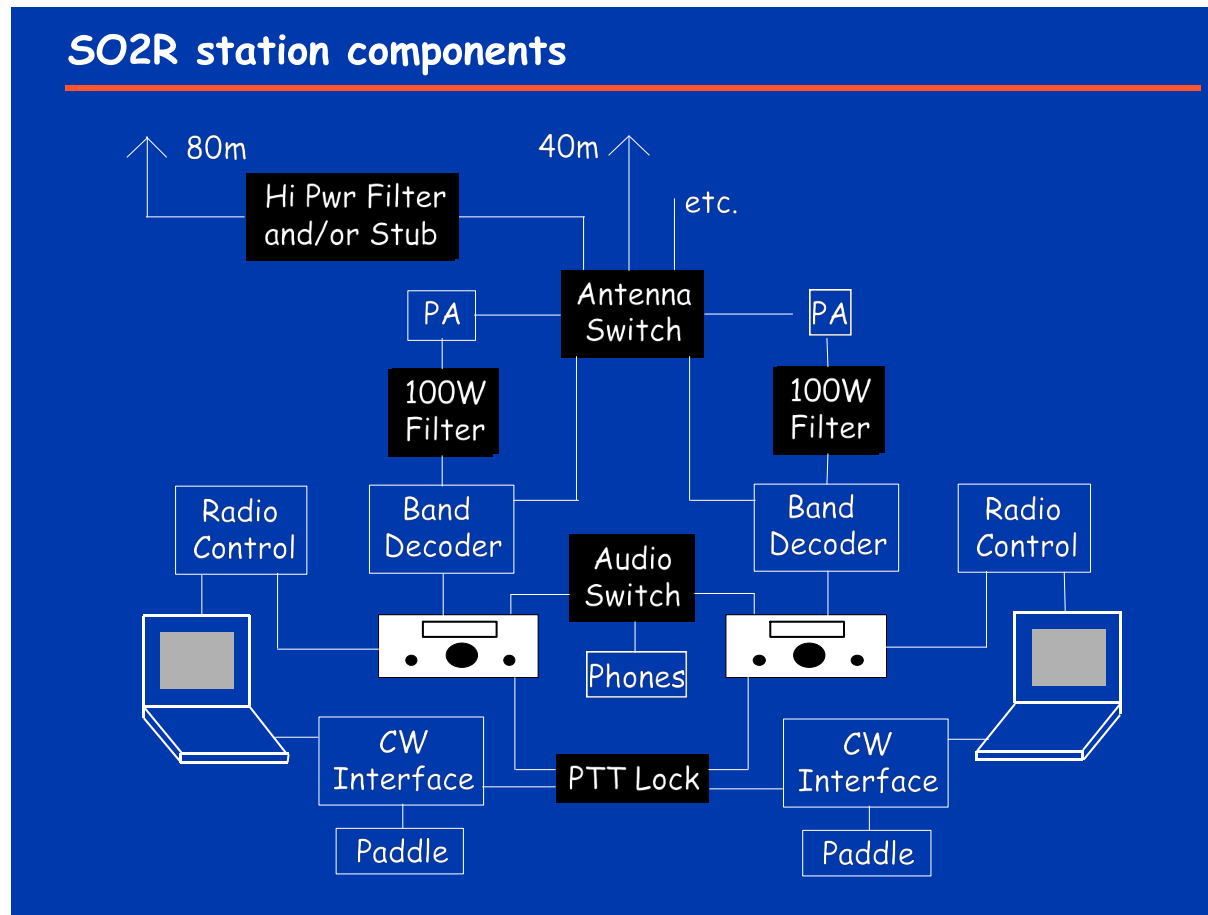 SO2R station components
80m
40m
Hi Pwr Filter
and/or Stub
etc.
Antenna
Switch
PA
PA
100W
Filter
100W
Filter
Radio
Control
Band
Decoder
Band
Decoder
Radio
Control
Audio
Switch
Phones
CW
Interface
PTT Lock
CW
Interface
Paddle
Paddle